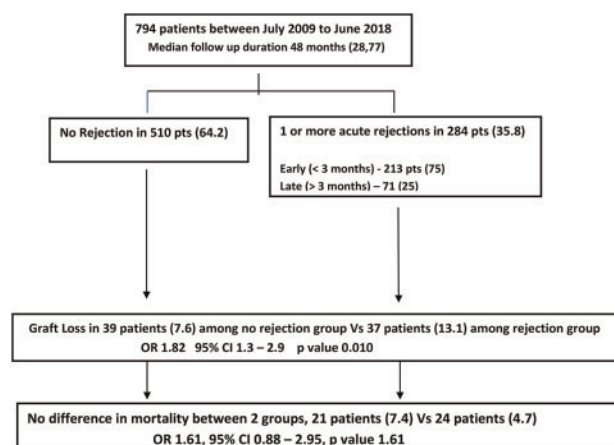 794 patients between July 2009 to June 2018
Median follow up duration 48 months (28,77)
No Rejection in 510 pts (64.2)
1 or more acute rejections in 284 pts (35.8)
Early (< 3 months) - 213 pts (75)
Late (> 3 months) – 71 (25)
Graft Loss in 39 patients (7.6) among no rejection group Vs 37 patients (13.1) among rejection group
OR 1.82 95% CI 1.3 – 2.9 p value 0.010
No difference in mortality between 2 groups, 21 patients (7.4) Vs 24 patients (4.7)
OR 1.61, 95% CI 0.88 – 2.95, p value 1.61